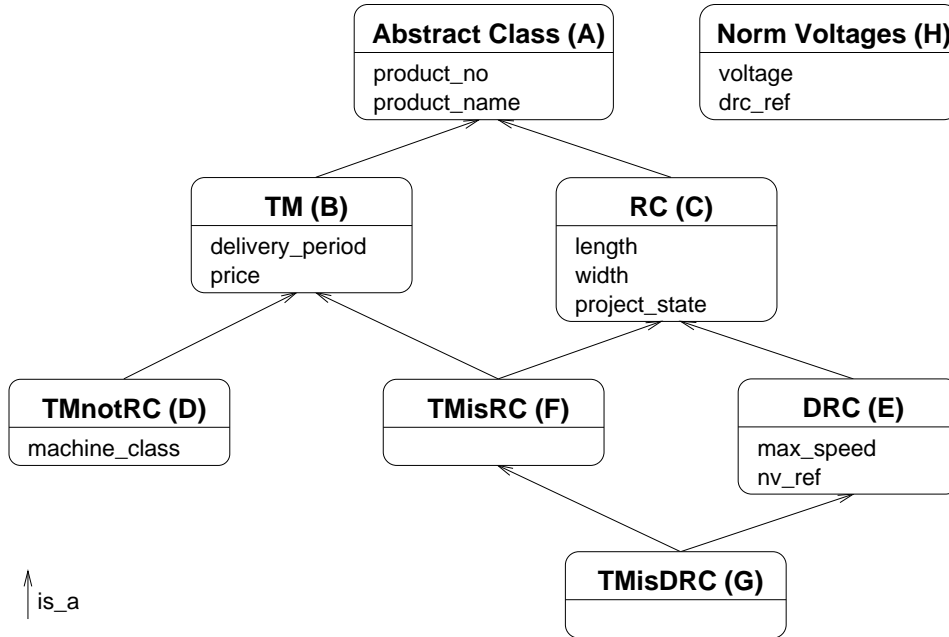 Abstract Class (A)
product_no
product_name
Norm Voltages (H)
voltage
drc_ref
TM (B)
delivery_period
price
RC (C)
length
width
project_state
TMnotRC (D)
machine_class
TMisRC (F)
DRC (E)
max_speed
nv_ref
TMisDRC (G)
is_a